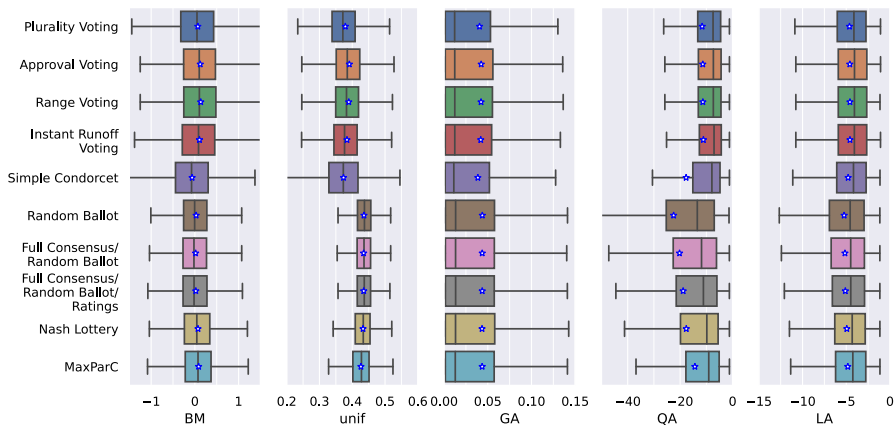 Plurality Voting
Approval Voting
Range Voting
Instant Runoff
Voting
Simple Condorcet
Random Ballot
Full Consensus/
Random Ballot
Full Consensus/
Random Ballot/
Ratings
Nash Lottery
MaxParC
−1 0 1
BM
0.2 0.3 0.4 0.5 0.6
unif
0.00 0.05 0.10 0.15
GA
−40 −20 0
QA
−15 −10 −5 0
LA